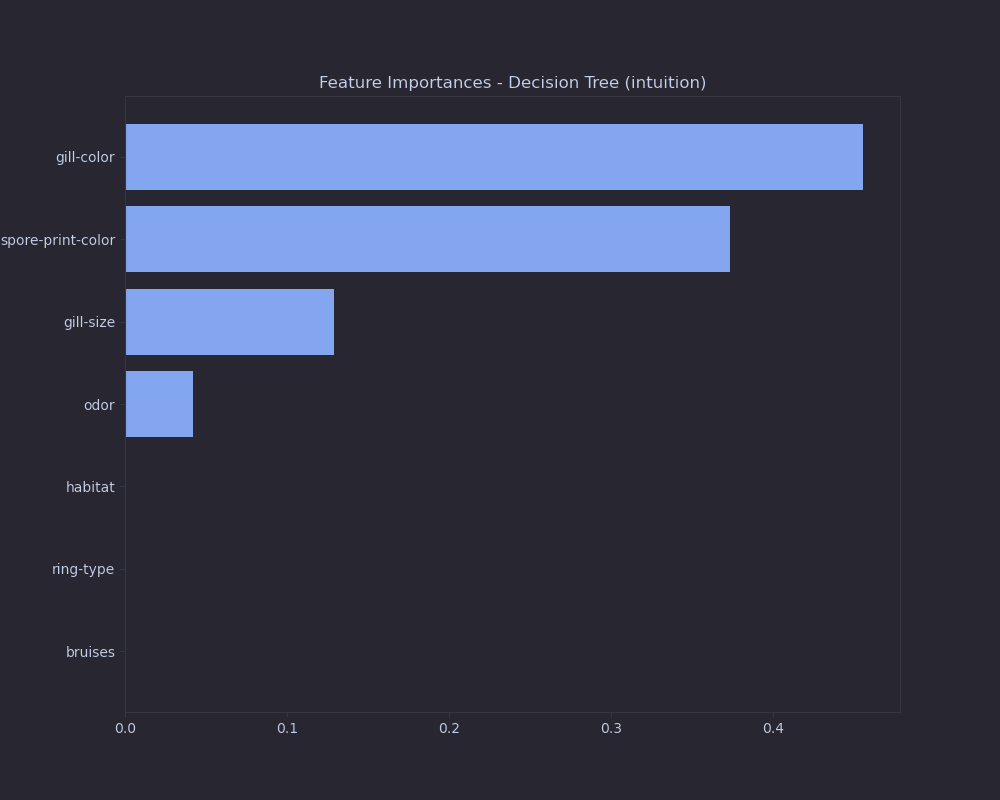 Feature Importances - Decision Tree (intuition)
gill-color
spore-print-color
gill-size
odor
habitat
ring-type
bruises
0.0 0.1 0.2 0.3 0.4